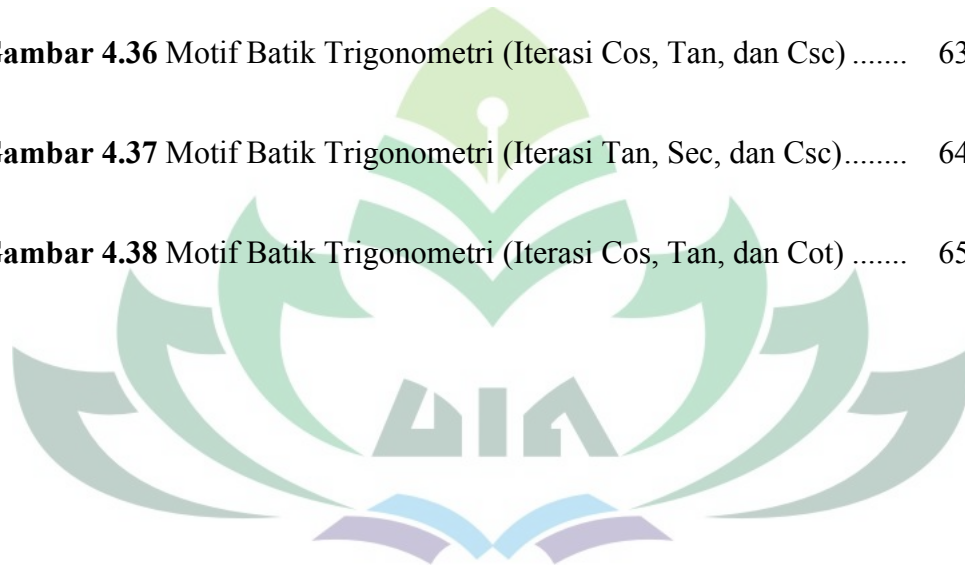 ambar 4.36 Motif Batik Trigonometri (Iterasi Cos, Tan, dan Csc) ....... 63
ambar 4.37 Motif Batik Trigonometri (Iterasi Tan, Sec, dan Csc)........ 64
ambar 4.38 Motif Batik Trigonometri (Iterasi Cos, Tan, dan Cot) ....... 65
UIN